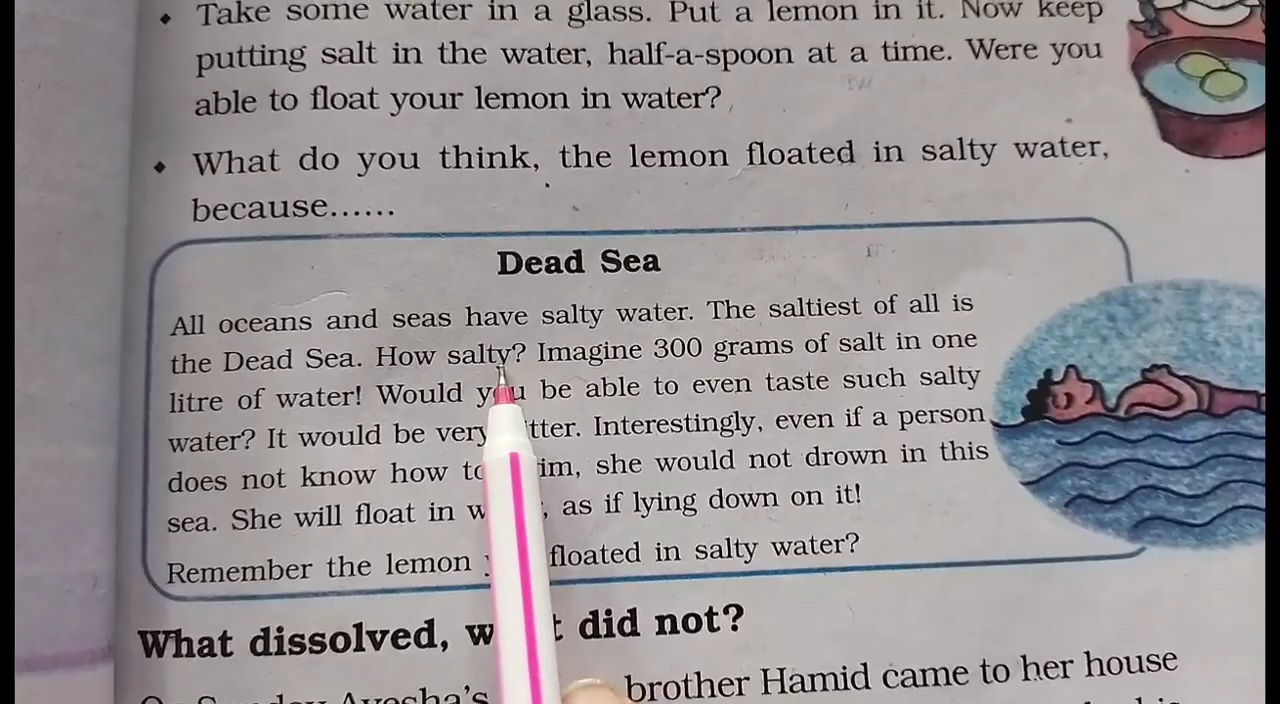 Take some water in a glass. Put a lemon in it. Now keep
putting salt in the water, half-a-spoon at a time. Were you
able to float your lemon in water?
What do you think, the lemon floated in salty water,
because......
Dead Sea
All oceans and seas have salty water. The saltiest of all is
the Dead Sea. How salty? Imagine 300 grams of salt in one
litre of water! Would you be able to even taste such salty
water? It would be very tter. Interestingly, even if a person
does not know how to im, she would not drown in this
sea. She will float in w , as if lying down on it!
Remember the lemon floated in salty water?
What dissolved, w t did not?
brother Hamid came to her house